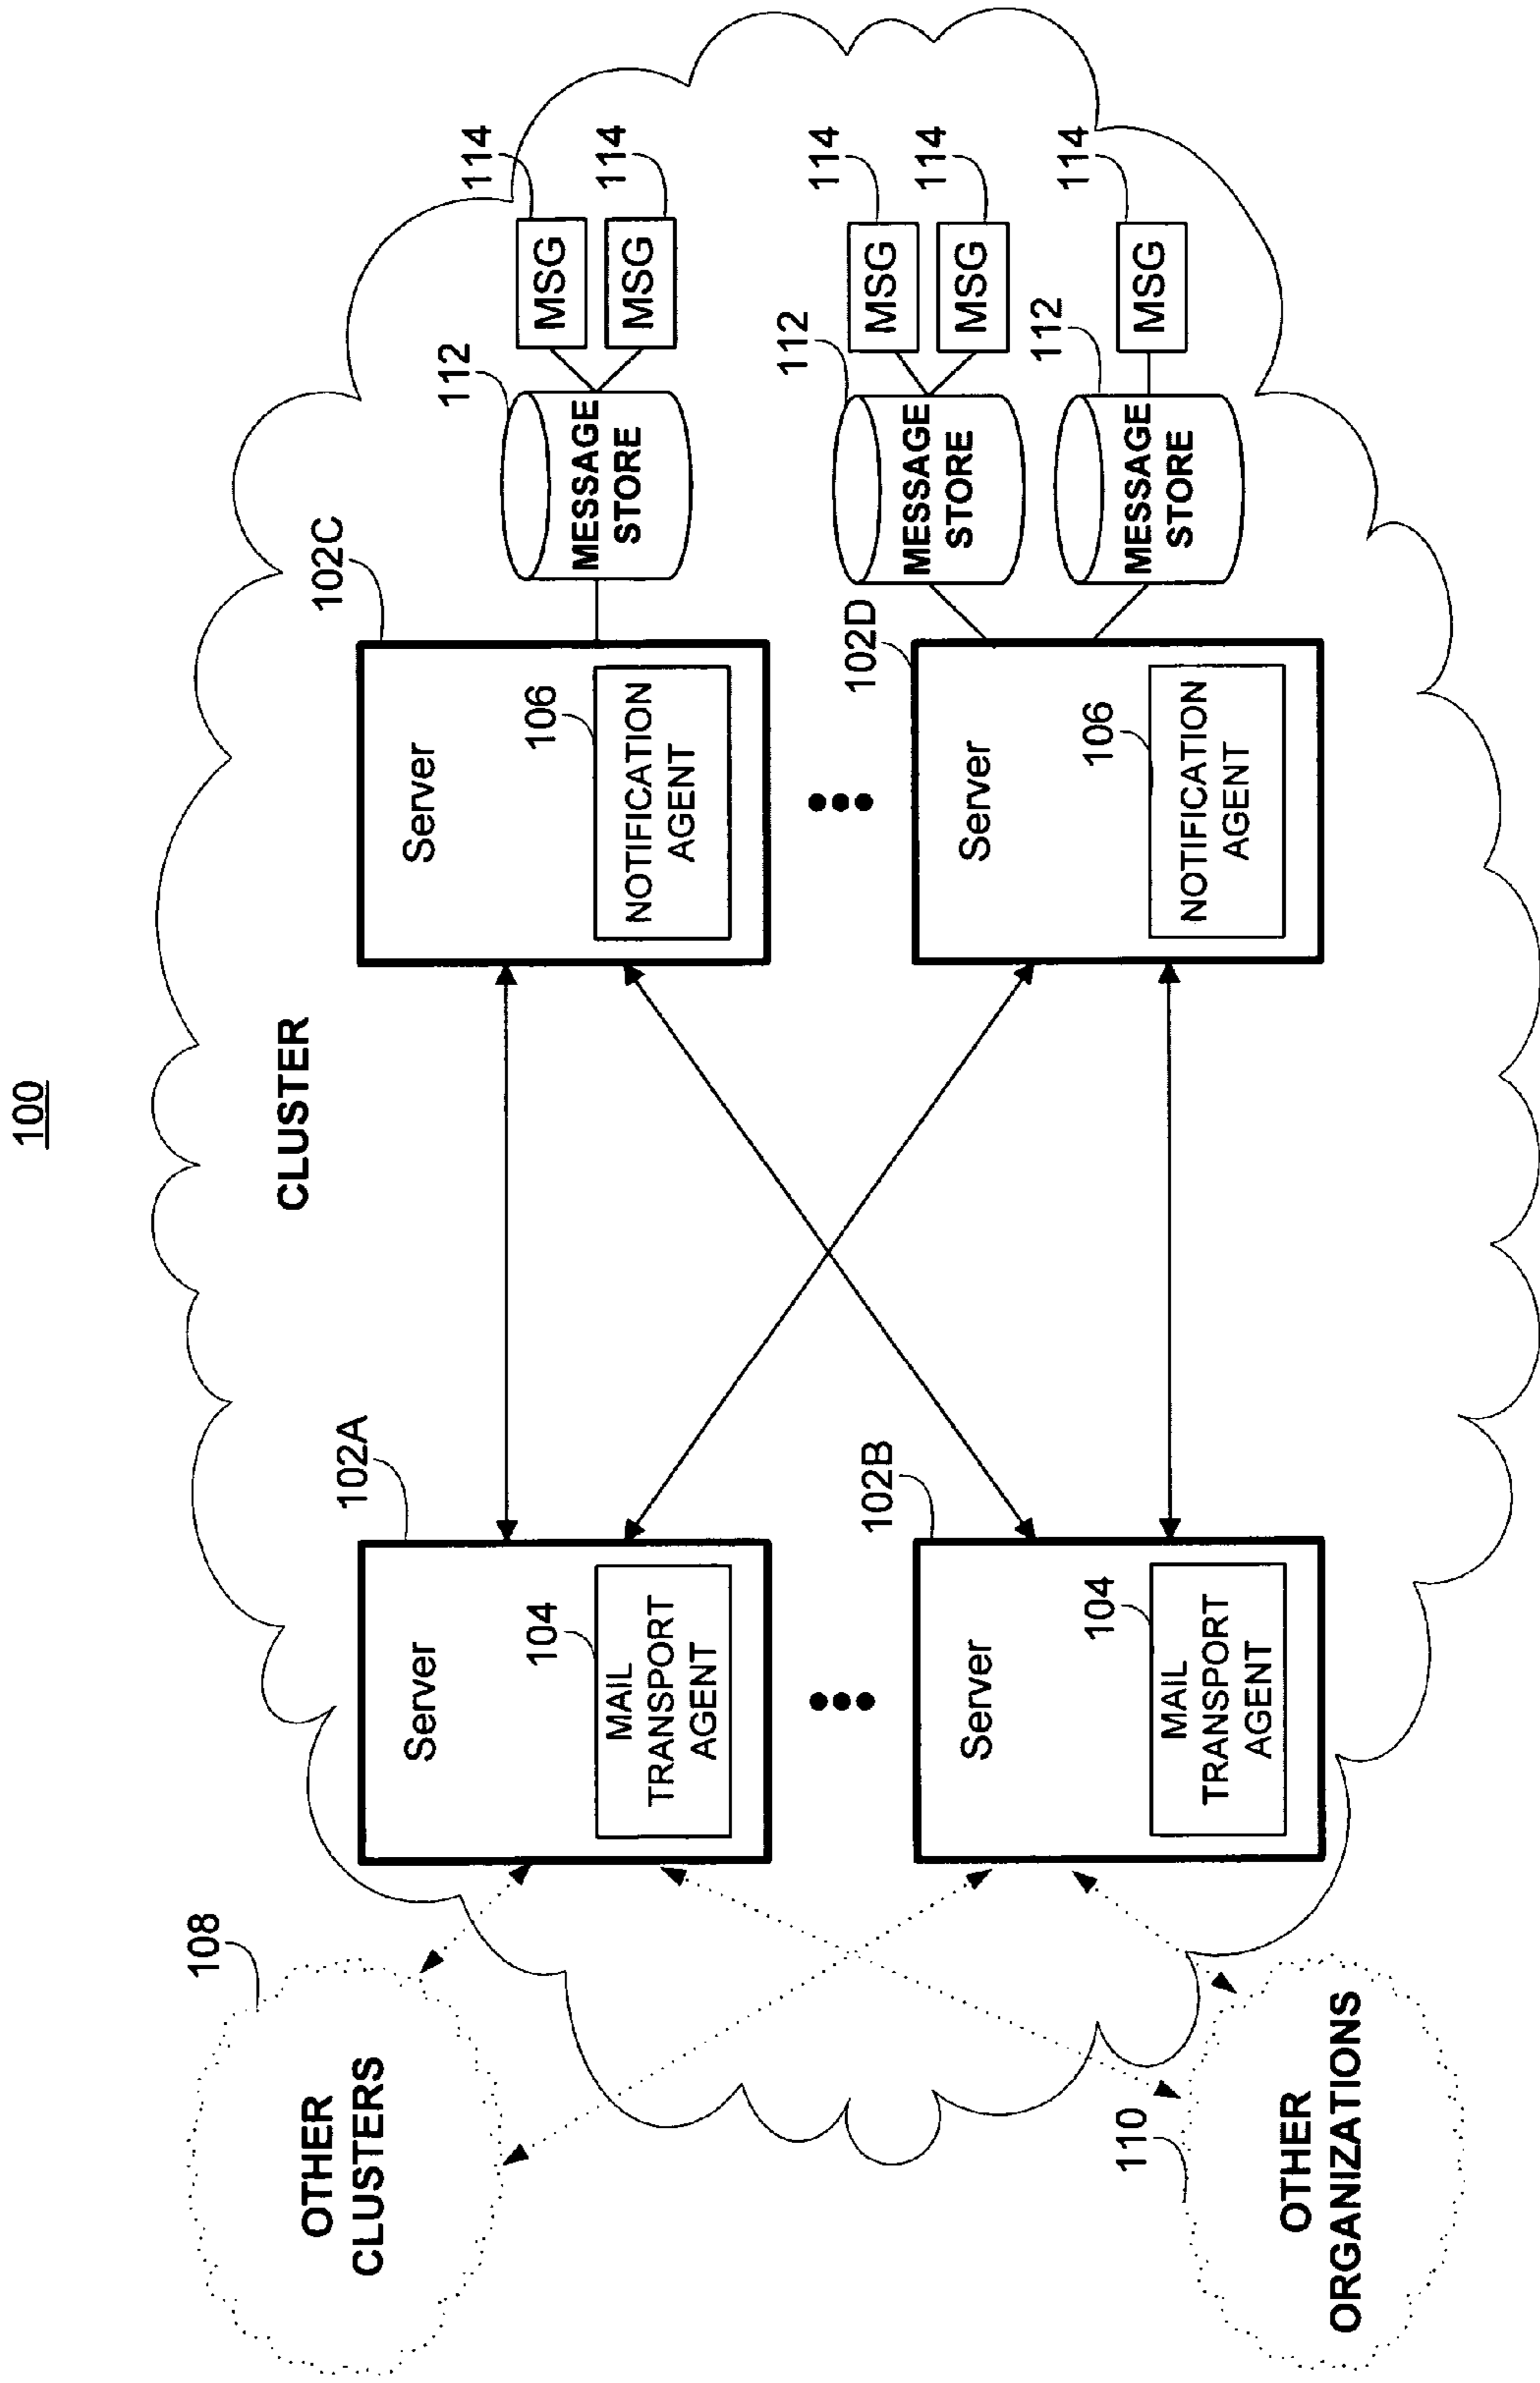 100
CLUSTER
OTHER
CLUSTERS
108
OTHER
ORGANIZATIONS
110
102A
Server
104
MAIL
TRANSPORT
AGENT
102B
Server
104
MAIL
TRANSPORT
AGENT
102C
Server
106
NOTIFICATION
AGENT
102D
Server
106
NOTIFICATION
AGENT
112
MESSAGE
STORE
114
MSG
114
MSG
112
MESSAGE
STORE
114
MSG
114
MSG
112
MESSAGE
STORE
114
MSG